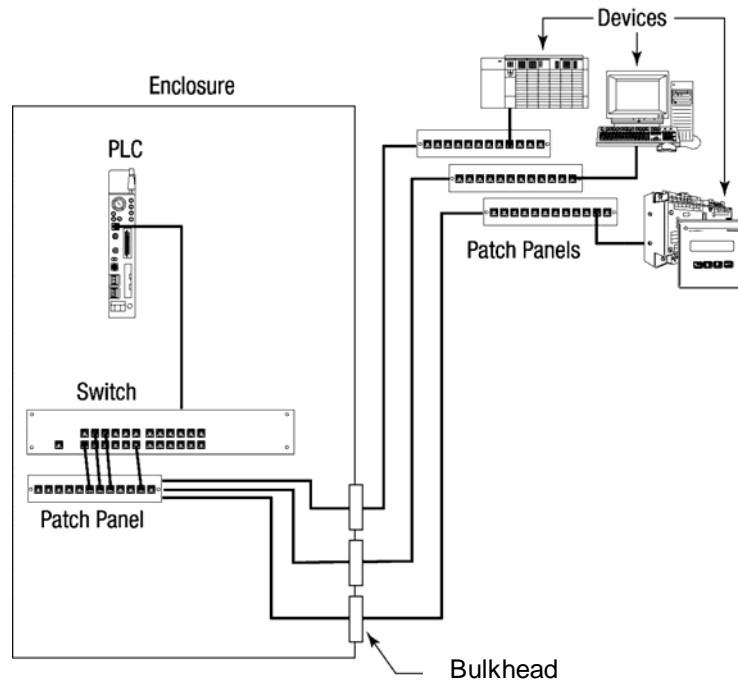 Devices
Enclosure
PLC
Patch Panels
Switch
Patch Panel
Bulkhead